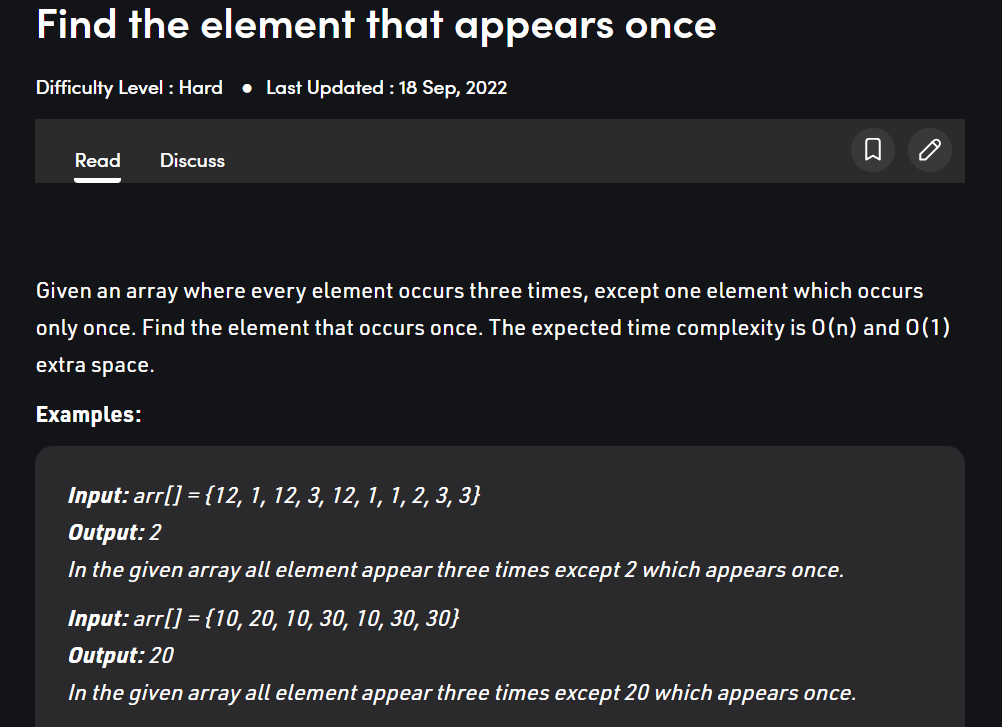 Find the element that appears once
Difficulty Level : Hard ● Last Updated : 18 Sep, 2022
Read Discuss
Given an array where every element occurs three times, except one element which occurs
only once. Find the element that occurs once. The expected time complexity is O(n) and O(1)
extra space.
Examples:
Input: arr[] = {12, 1, 12, 3, 12, 1, 1, 2, 3, 3}
Output: 2
In the given array all element appear three times except 2 which appears once.
Input: arr[] = {10, 20, 10, 30, 10, 30, 30}
Output: 20
In the given array all element appear three times except 20 which appears once.